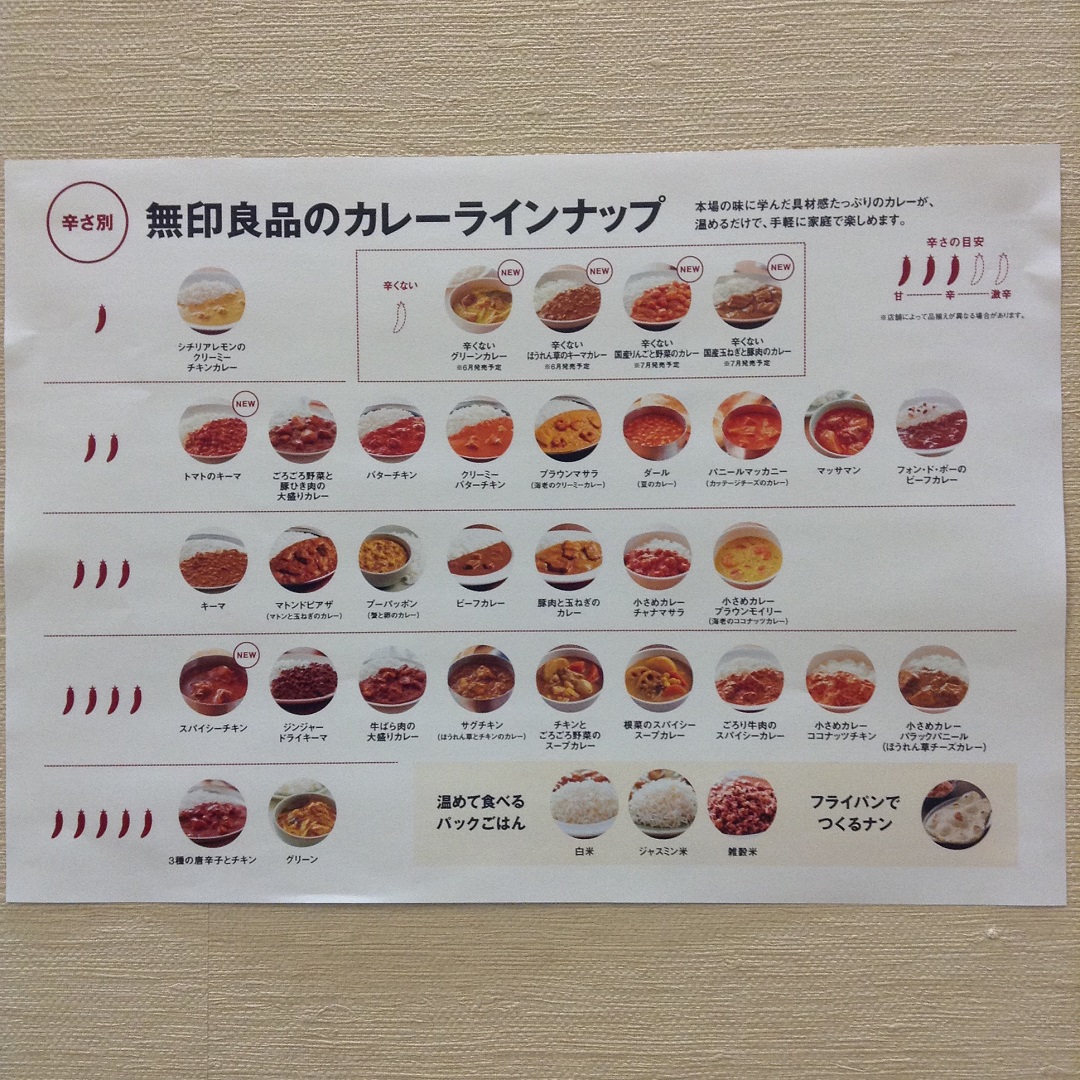 辛さ別
無印良品のカレーラインナップ
本場の味に学んだ具材感たっぷりのカレーが、
温めるだけで、手軽に家庭で楽しめます。
辛さの目安
甘 辛 激辛
※店舗によって品揃えが異なる場合があります。
シチリアレモンの
クリーミー
チキンカレー
辛くない
NEW
辛くない
グリーンカレー
※6月発売予定
NEW
辛くない
ほうれん草のキーマカレー
※6月発売予定
NEW
辛くない
国産りんごと野菜のカレー
※7月発売予定
NEW
辛くない
国産玉ねぎと豚肉のカレー
※7月発売予定
NEW
トマトのキーマ
ごろごろ野菜と
豚ひき肉の
大盛りカレー
バターチキン
クリーミー
バターチキン
プラウンマサラ
(海老のクリーミーカレー)
ダール
(豆のカレー)
パニールマッカニー
(カッテージチーズのカレー)
マッサマン
フォン・ド・ボーの
ビーフカレー
キーマ
マトンドピアザ
(マトンと玉ねぎのカレー)
プーパッポン
(蟹と卵のカレー)
ビーフカレー
豚肉と玉ねぎの
カレー
小さめカレー
チャナマサラ
小さめカレー
プラウンモイリー
(海老のココナッツカレー)
NEW
スパイシーチキン
ジンジャー
ドライキーマ
牛ばら肉の
大盛りカレー
サグチキン
(ほうれん草とチキンのカレー)
チキンと
ごろごろ野菜の
スープカレー
根菜のスパイシー
スープカレー
ごろり牛肉の
スパイシーカレー
小さめカレー
ココナッツチキン
小さめカレー
パラックパニール
(ほうれん草チーズカレー)
3種の唐辛子とチキン
グリーン
温めて食べる
パックごはん
白米
ジャスミン米
雑穀米
フライパンで
つくるナン